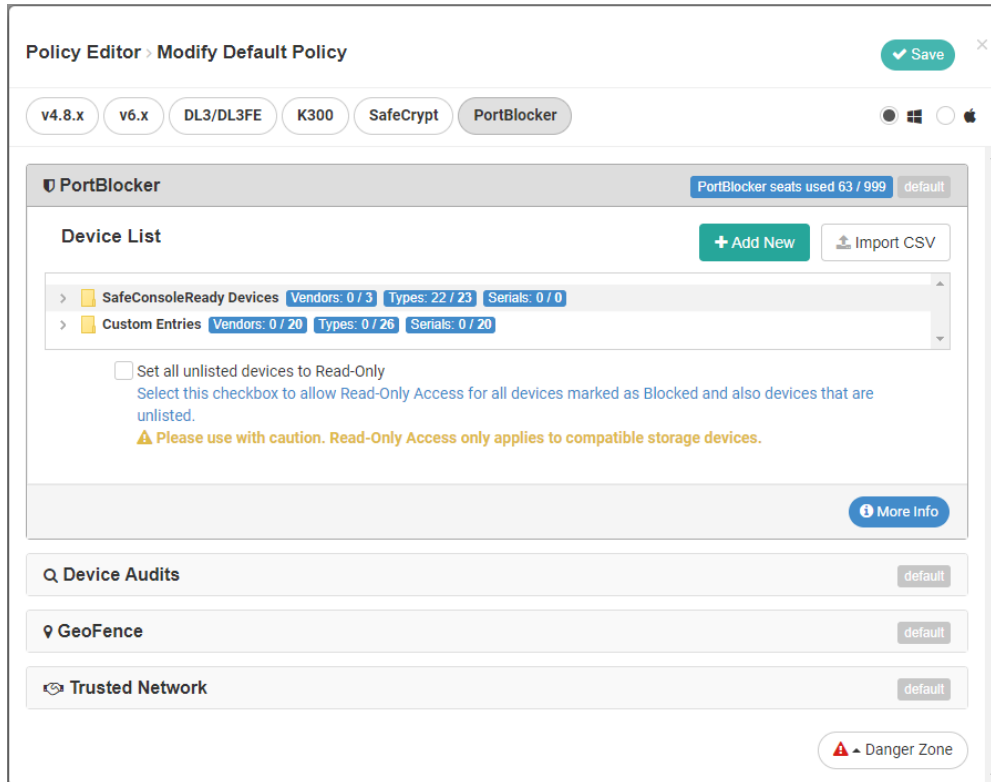 Policy Editor › Modify Default Policy
Save
v4.8.x v6.x DL3/DL3FE K300 SafeCrypt PortBlocker
PortBlocker PortBlocker seats used 63 / 999 default
Device List + Add New Import CSV
SafeConsoleReady Devices Vendors: 0 / 3 Types: 22 / 23 Serials: 0 / 0
Custom Entries Vendors: 0 / 20 Types: 0 / 26 Serials: 0 / 20
Set all unlisted devices to Read-Only
Select this checkbox to allow Read-Only Access for all devices marked as Blocked and also devices that are
unlisted.
Please use with caution. Read-Only Access only applies to compatible storage devices.
More Info
Device Audits default
GeoFence default
Trusted Network default
Danger Zone